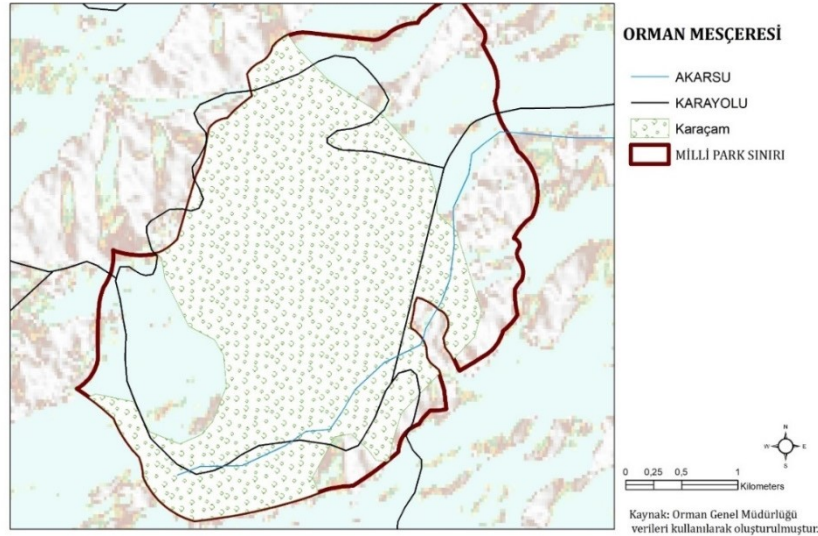 ORMAN MEŞÇERESİ
AKARSU
KARAYOLU
Karaçam
MİLLİ PARK SINIRI
N
W E
S
0 0,25 0,5 1
Kilometers
Kaynak: Orman Genel Müdürlüğü
verileri kullanılarak oluşturulmuştur.